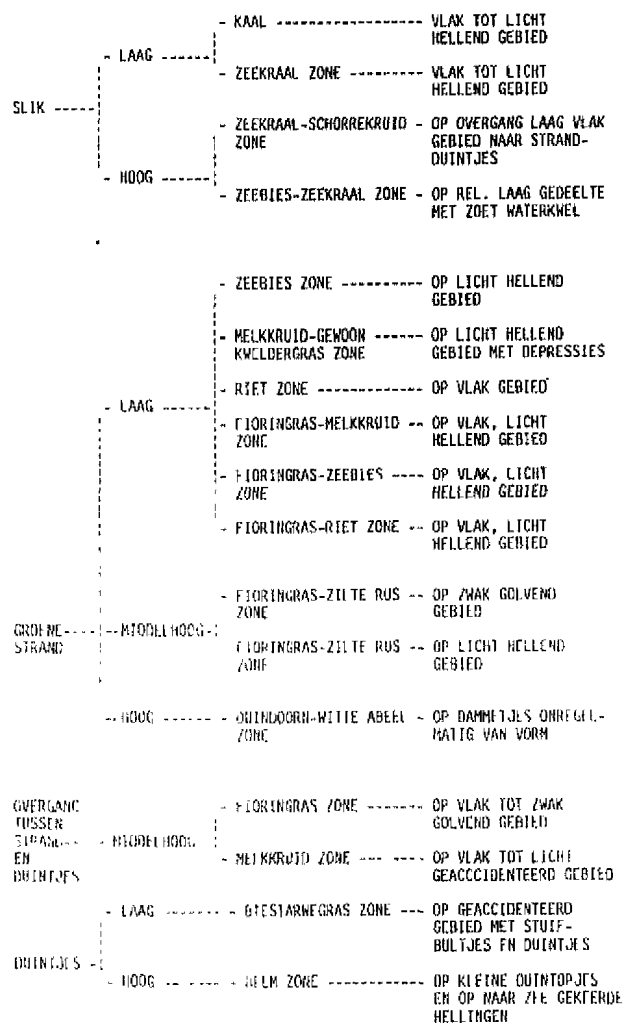 - KAAL ------------ VLAK TOT LICHT
HELLEND GEBIED
- LAAG ------
- ZEEKRAAL ZONE ------- VLAK TOT LICHT
HELLEND GEBIED
SLIK -----
- ZEEKRAAL-SCHORREKRUID - OP OVERGANG LAAG VLAK
ZONE GEBIED NAAR STRAND-
DUINTJES
- HOOG ------
- ZEEBIES-ZEEKRAAL ZONE - OP REL. LAAG GEDEELTE
MET ZOET WATERKWEL
- ZEEBIES ZONE --------- OP LICHT HELLEND
GEBIED
- MELKKRUID-GEWOON ------ OP LICHT HELLEND
KWELDERGRAS ZONE GEBIED MET DEPRESSIES
- RIET ZONE ------------ OP VLAK GEBIED
- LAAG ------
- FIORINGRAS-MELKKRUID -- OP VLAK, LICHT
ZONE HELLEND GEBIED
- FIORINGRAS-ZEEBIES ---- OP VLAK, LICHT
ZONE HELLEND GEBIED
- FIORINGRAS-RIET ZONE -- OP VLAK, LICHT
HELLEND GEBIED
- FIORINGRAS-ZILTE RUS -- OP ZWAK GOLVEND
ZONE GEBIED
GROENE---- --MIDDELHOOG-
STRAND
FIORINGRAS-ZILTE RUS -- OP LICHT HELLEND
ZONE GEBIED
--HOOG ------ - DUINDOORN-WITTE ABEEL - OP DAMMETJES ONREGEL-
ZONE MATIG VAN VORM
OVERGANG - FIORINGRAS ZONE ------- OP VLAK TOT ZWAK
TUSSEN GOLVEND GEBIED
STRAND-- - MIDDELHOOG
EN - MELKKRUID ZONE --- ---- OP VLAK TOT LICHT
DUINTJES GEACCCIDENTEERD GEBIED
- LAAG ------- - BIESTARWEGRAS ZONE --- OP GEACCIDENTEERD
GEBIED MET STUIF-
BULTJES EN DUINTJES
DUINTJES -
- HOOG -- ---- - HELM ZONE ------------ OP KLEINE DUINTOPJES
EN OP NAAR ZEE GEKEERDE
HELLINGEN